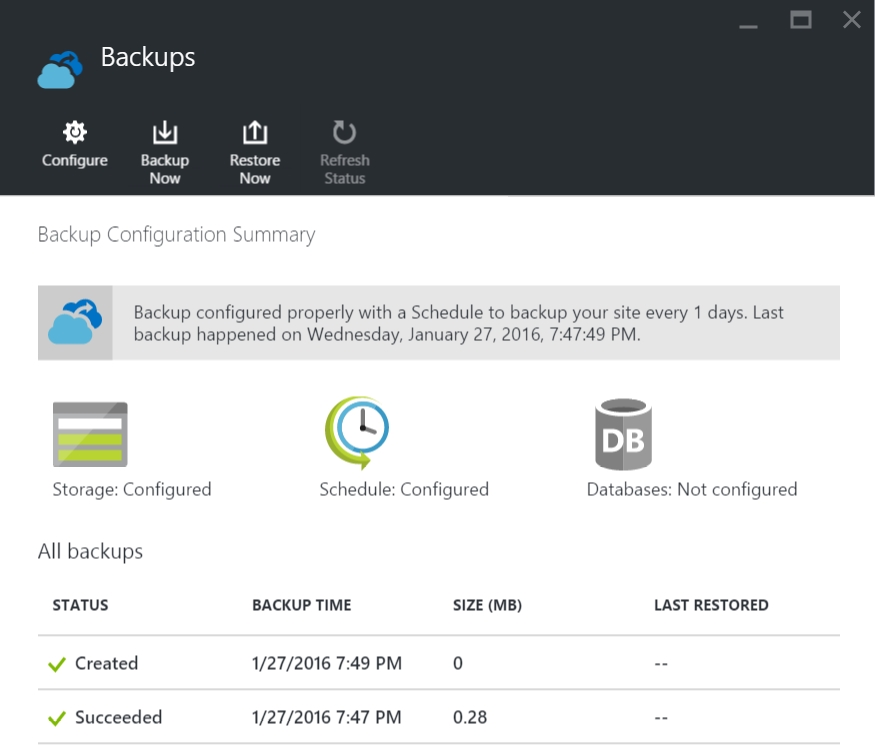 Backups
Configure
Backup
Now
Restore
Now
Refresh
Status
Backup Configuration Summary
Backup configured properly with a Schedule to backup your site every 1 days. Last
backup happened on Wednesday, January 27, 2016, 7:47:49 PM.
DB
Storage: Configured
Schedule: Configured
Databases: Not configured
All backups
STATUS BACKUP TIME SIZE (MB) LAST RESTORED
Created 1/27/2016 7:49 PM 0 --
Succeeded 1/27/2016 7:47 PM 0.28 --